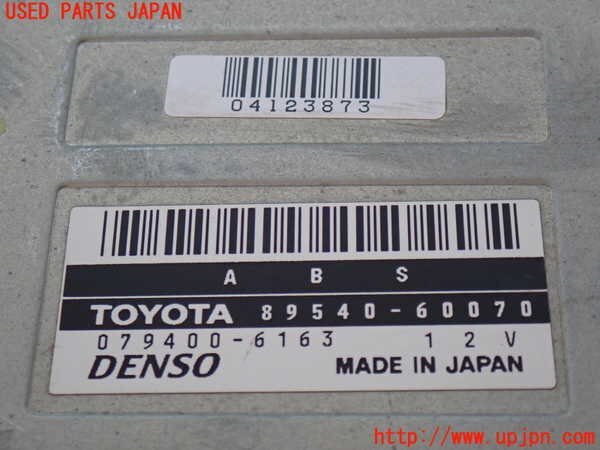 USED PARTS JAPAN
04123873
A B S
TOYOTA 89540-60070
079400-6163 12V
DENSO MADE IN JAPAN
http://www.upjpn.com/